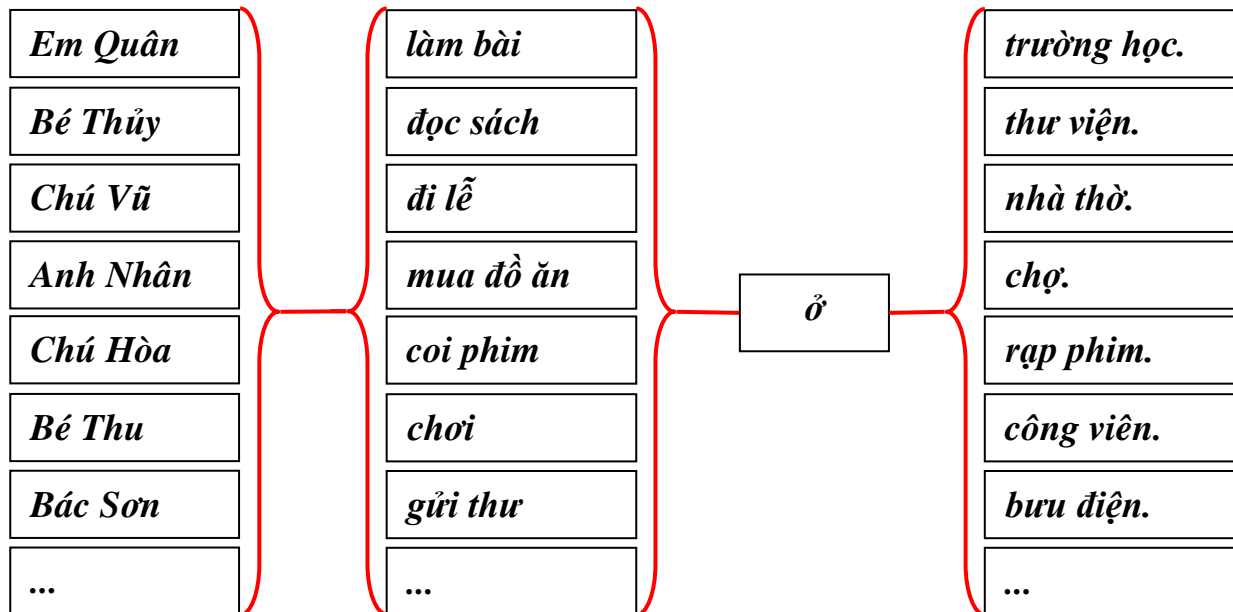 Em Quân
làm bài
trường học.
Bé Thủy
đọc sách
thư viện.
Chú Vũ
đi lễ
nhà thờ.
Anh Nhân
mua đồ ăn
ở
chợ.
Chú Hòa
coi phim
rạp phim.
Bé Thu
chơi
công viên.
Bác Sơn
gửi thư
bưu điện.
...
...
...